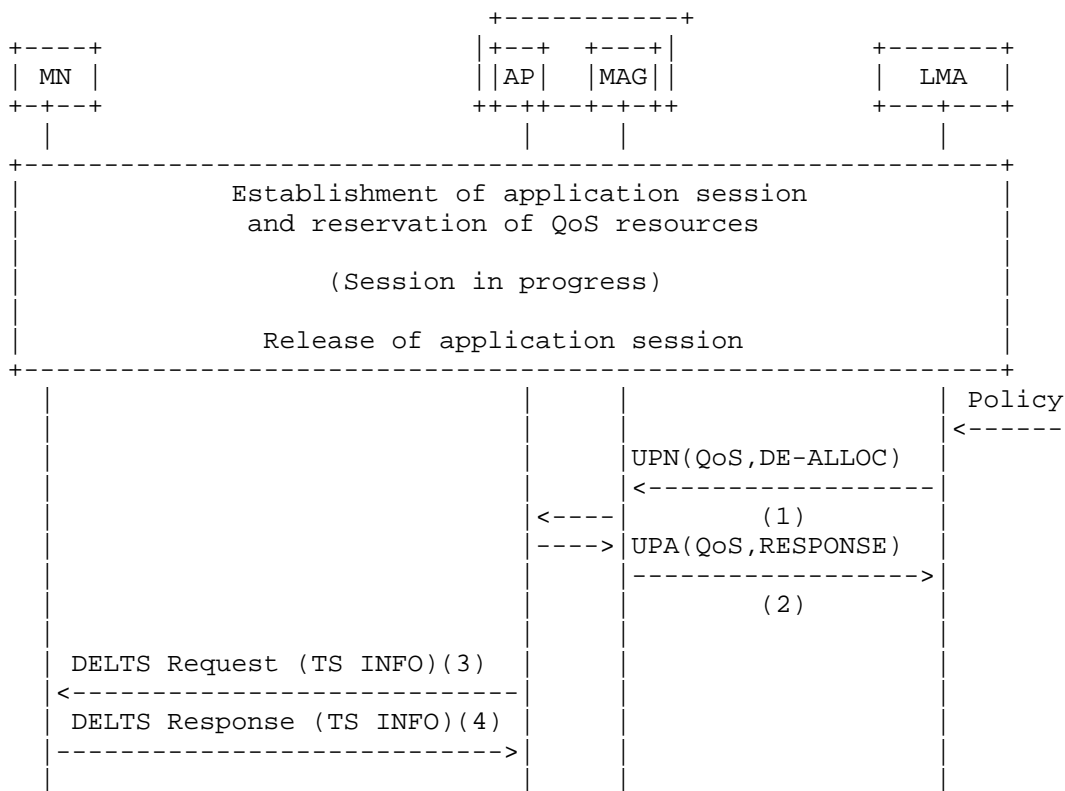 MN AP MAG LMA
Establishment of application session
and reservation of QoS resources
(Session in progress)
Release of application session
Policy
UPN(QoS,DE-ALLOC)
(1)
UPA(QoS,RESPONSE)
(2)
DELTS Request (TS INFO)(3)
DELTS Response (TS INFO)(4)